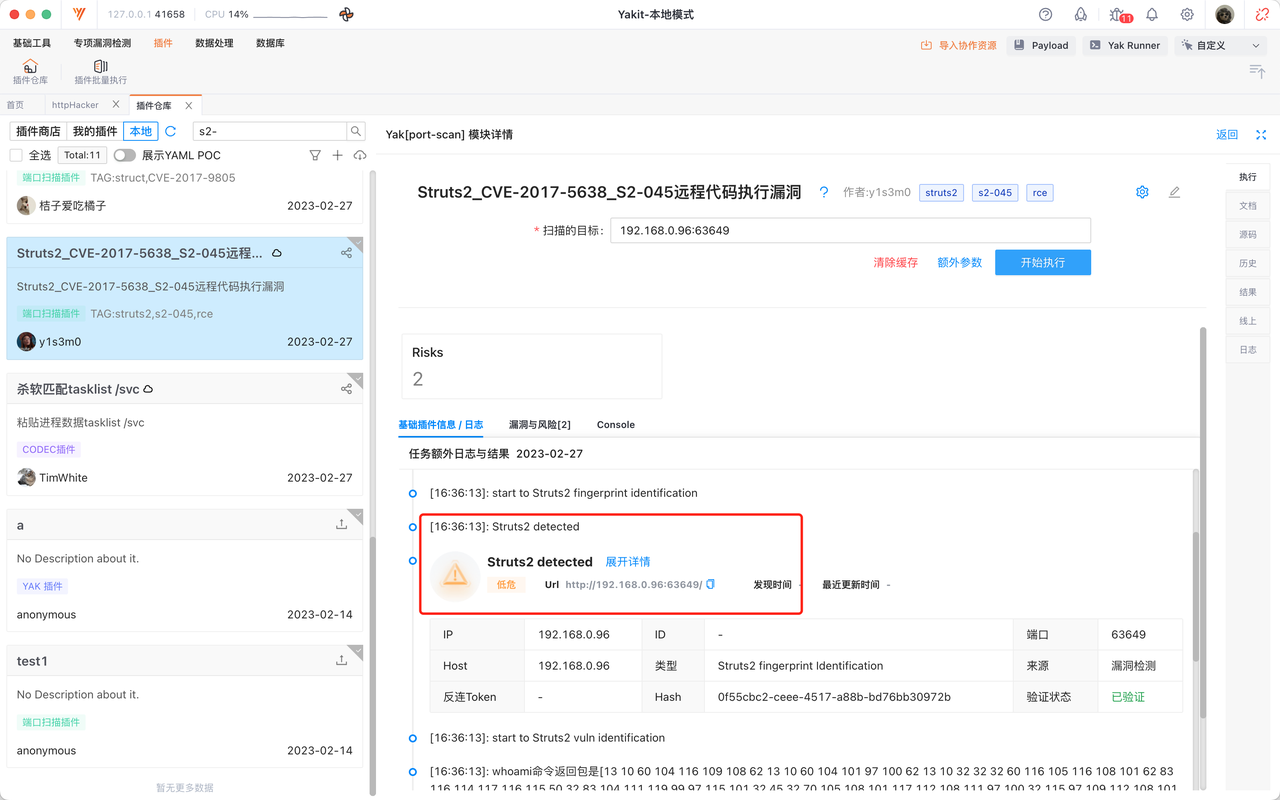 127.0.0.1 41658 CPU 14% Yakit-本地模式 11
基础工具 专项漏洞检测 插件 数据处理 数据库 导入协作资源 Payload Yak Runner 自定义
插件仓库 插件批量执行
首页 httpHacker 插件仓库
插件商店 我的插件 本地 s2-
全选 Total:11 展示YAML POC
端口扫描插件 TAG:struct,CVE-2017-9805
桔子爱吃橘子 2023-02-27
Struts2_CVE-2017-5638_S2-045远程...
Struts2_CVE-2017-5638_S2-045远程代码执行漏洞
端口扫描插件 TAG:struts2,s2-045,rce
y1s3m0 2023-02-27
杀软匹配tasklist /svc
粘贴进程数据tasklist /svc
CODEC插件
TimWhite 2023-02-27
a
No Description about it.
YAK 插件
anonymous 2023-02-14
test1
No Description about it.
端口扫描插件
anonymous 2023-02-14
暂无更多数据
Yak[port-scan] 模块详情 返回
Struts2_CVE-2017-5638_S2-045远程代码执行漏洞 ? 作者:y1s3m0 struts2 s2-045 rce
* 扫描的目标: 192.168.0.96:63649
清除缓存 额外参数 开始执行
Risks
2
基础插件信息 / 日志 漏洞与风险[2] Console
任务额外日志与结果 2023-02-27
[16:36:13]: start to Struts2 fingerprint identification
[16:36:13]: Struts2 detected
Struts2 detected 展开详情
低危 Url http://192.168.0.96:63649/ 发现时间 - 最近更新时间 -
IP 192.168.0.96 ID - 端口 63649
Host 192.168.0.96 类型 Struts2 fingerprint Identification 来源 漏洞检测
反连Token - Hash 0f55cbc2-ceee-4517-a88b-bd76bb30972b 验证状态 已验证
[16:36:13]: start to Struts2 vuln identification
[16:36:13]: whoami命令返回包是[13 10 60 104 116 109 108 62 13 10 60 104 101 97 100 62 13 10 32 32 32 60 116 105 116 108 101 62 83
116 114 117 116 115 50 32 83 104 111 119 99 97 115 101 32 45 32 70 105 108 101 117 112 108 111 97 100 32 115 97 109 112 108 101
执行
文档
源码
历史
结果
线上
日志